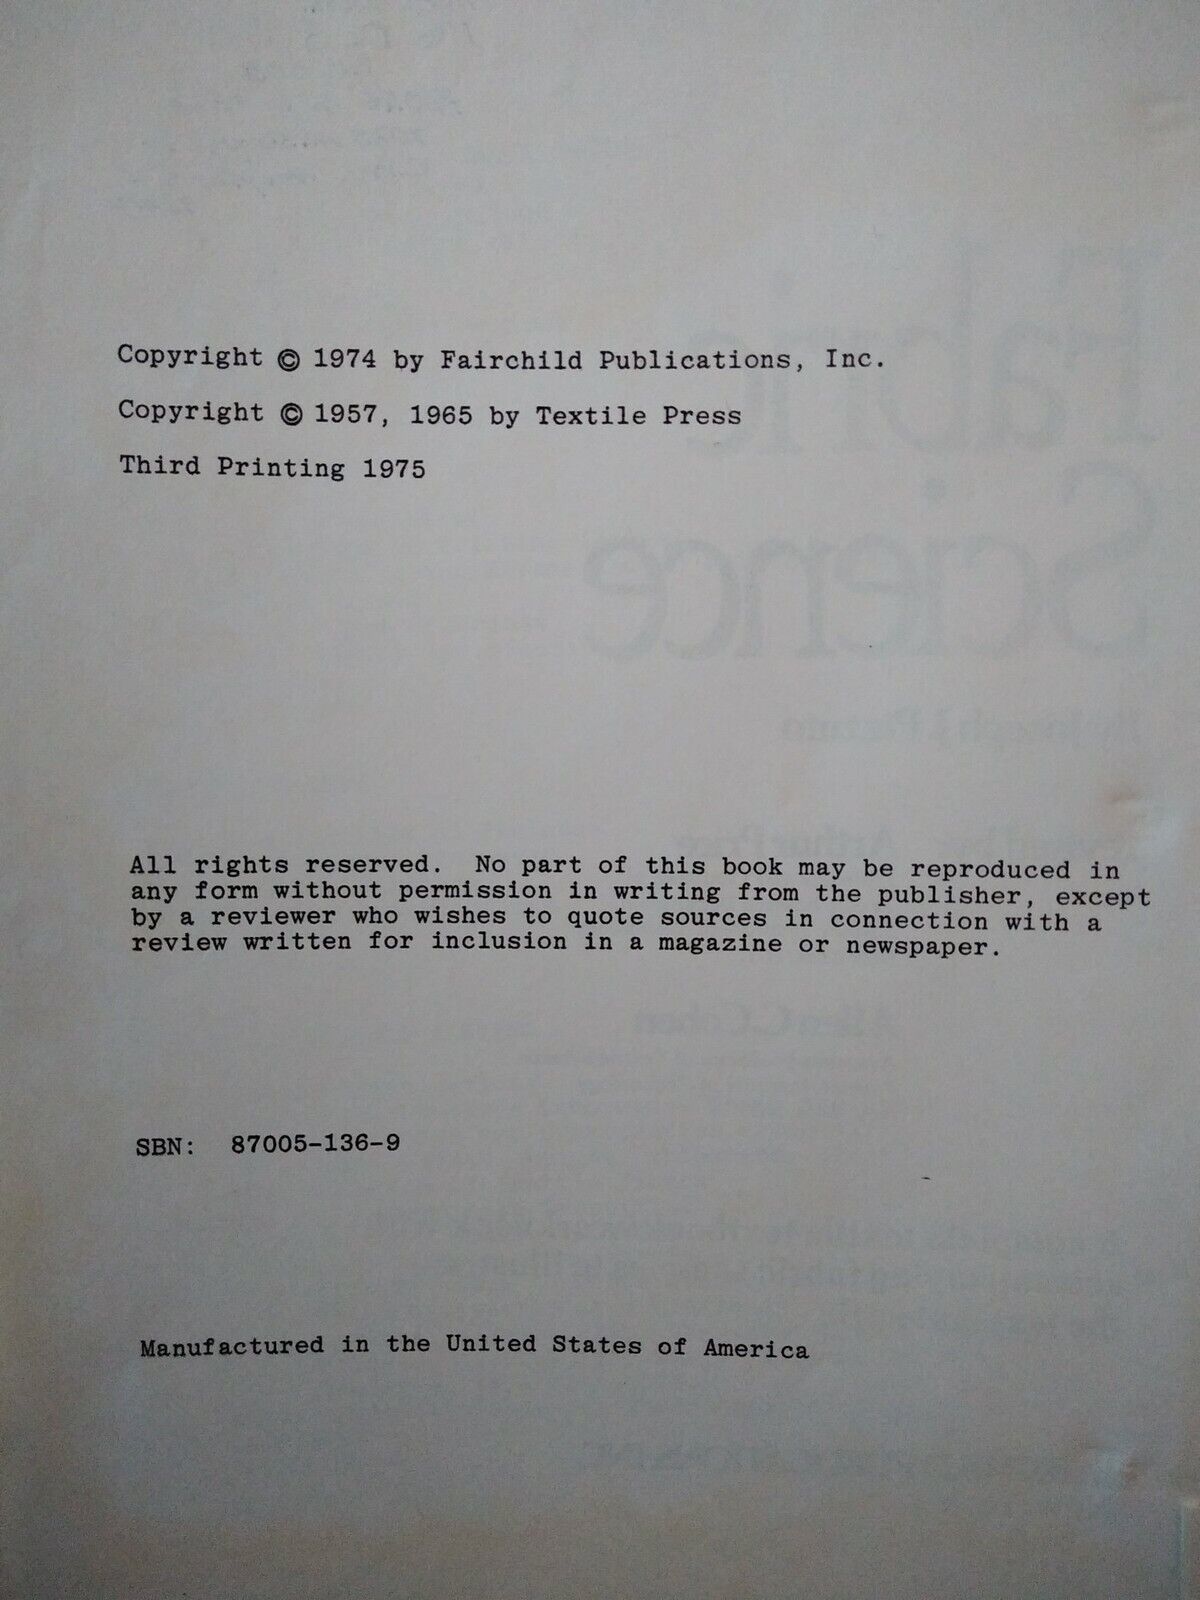 Copyright © 1974 by Fairchild Publications, Inc.
Copyright © 1957, 1965 by Textile Press
Third Printing 1975
Fabric
Science
All rights reserved.  No part of this book may be reproduced in
any form without permission in writing from the publisher, except
by a reviewer who wishes to quote sources in connection with a
review written for inclusion in a magazine or newspaper.
SBN:  87005-136-9
Manufactured in the United States of America